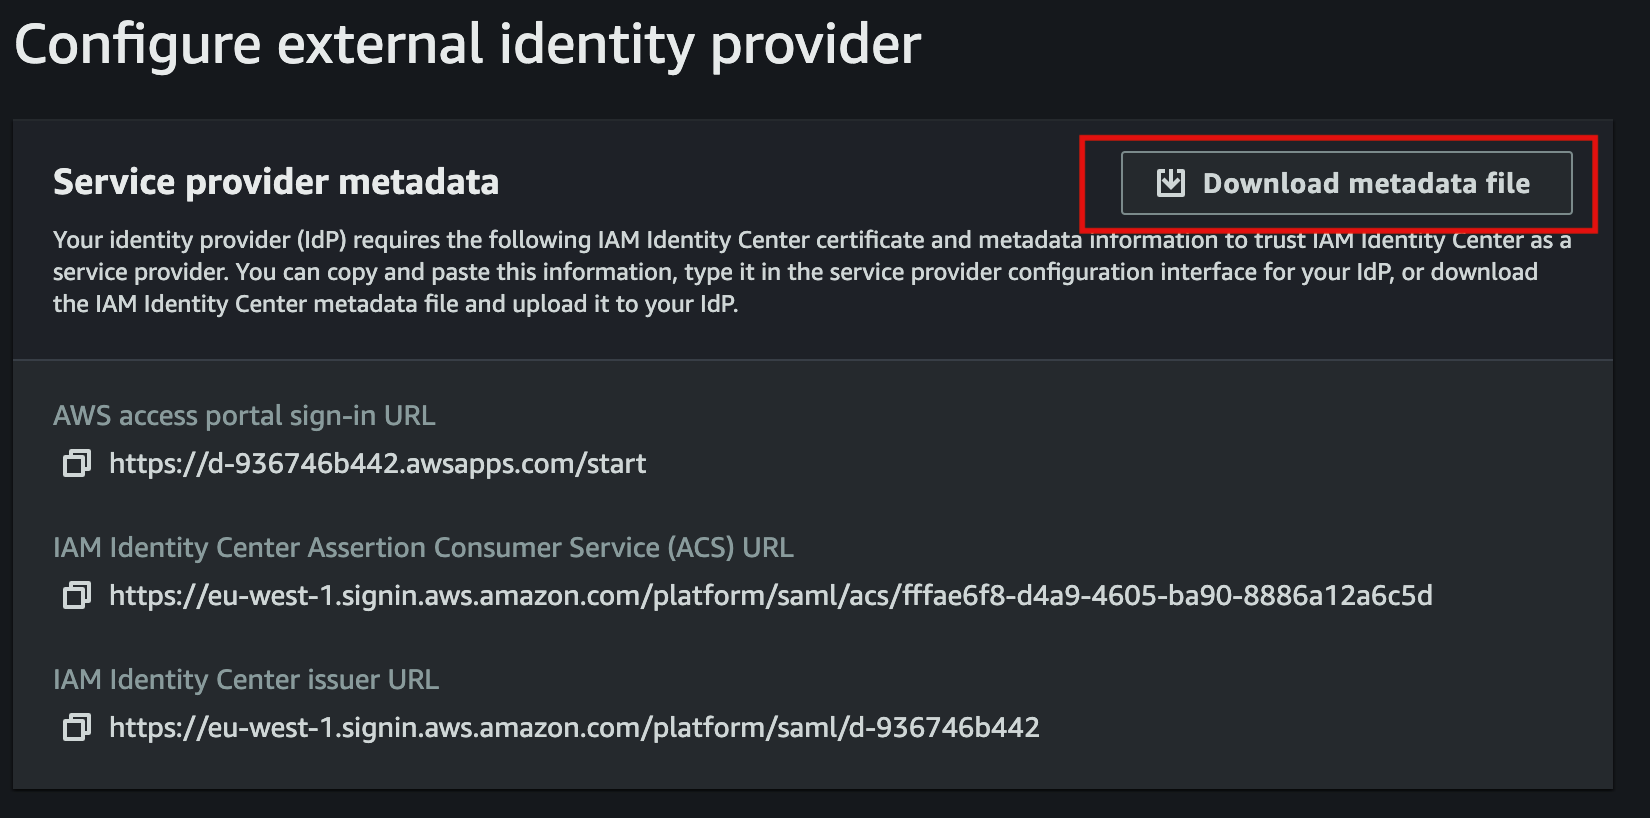 Configure external identity provider
Service provider metadata
Download metadata file
Your identity provider (IdP) requires the following IAM Identity Center certificate and metadata information to trust IAM Identity Center as a
service provider. You can copy and paste this information, type it in the service provider configuration interface for your IdP, or download
the IAM Identity Center metadata file and upload it to your IdP.
AWS access portal sign-in URL
https://d-936746b442.awsapps.com/start
IAM Identity Center Assertion Consumer Service (ACS) URL
https://eu-west-1.signin.aws.amazon.com/platform/saml/acs/fffae6f8-d4a9-4605-ba90-8886a12a6c5d
IAM Identity Center issuer URL
https://eu-west-1.signin.aws.amazon.com/platform/saml/d-936746b442